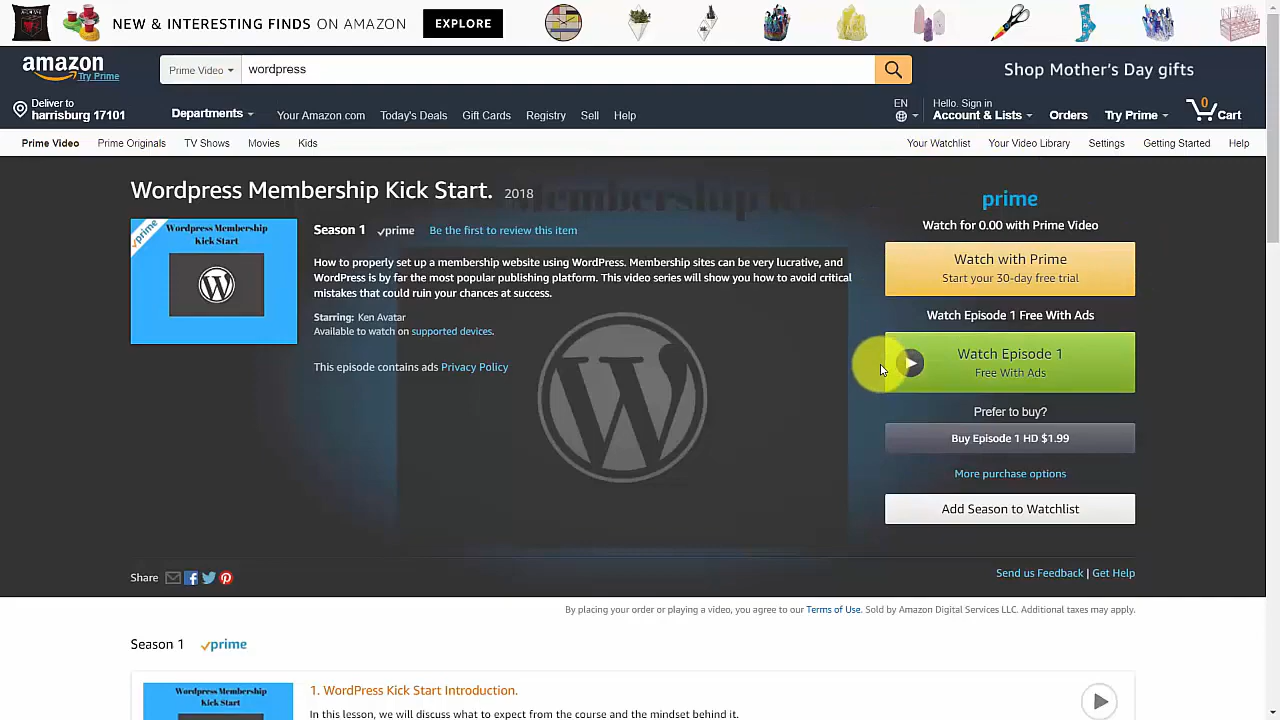 NEW & INTERESTING FINDS ON AMAZON EXPLORE
amazon
Try Prime
Prime Video
wordpress
Shop Mother's Day gifts
Deliver to
harrisburg 17101
Departments
Your Amazon.com
Today's Deals
Gift Cards
Registry
Sell
Help
EN
Hello. Sign in
Account & Lists
Orders
Try Prime
0
Cart
Prime Video
Prime Originals
TV Shows
Movies
Kids
Your Watchlist
Your Video Library
Settings
Getting Started
Help
Wordpress Membership Kick Start. 2018
prime
Wordpress Membership
Kick Start
Season 1 prime Be the first to review this item
How to properly set up a membership website using WordPress. Membership sites can be very lucrative, and
WordPress is by far the most popular publishing platform. This video series will show you how to avoid critical
mistakes that could ruin your chances at success.
Starring: Ken Avatar
Available to watch on supported devices.
This episode contains ads Privacy Policy
Membership
prime
Watch for 0.00 with Prime Video
Watch with Prime
Start your 30-day free trial
Watch Episode 1 Free With Ads
Watch Episode 1
Free With Ads
Prefer to buy?
Buy Episode 1 HD $1.99
More purchase options
Add Season to Watchlist
Share
Send us Feedback | Get Help
By placing your order or playing a video, you agree to our Terms of Use. Sold by Amazon Digital Services LLC. Additional taxes may apply.
Season 1 prime
Wordpress Membership
Kick Start
1. WordPress Kick Start Introduction.
In this lesson, we will discuss what to expect from the course and the mindset behind it.